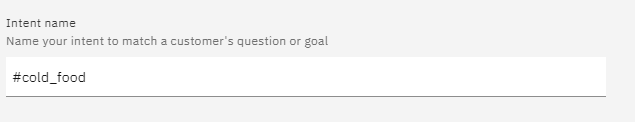 Intent name
Name your intent to match a customer's question or goal
#cold_food